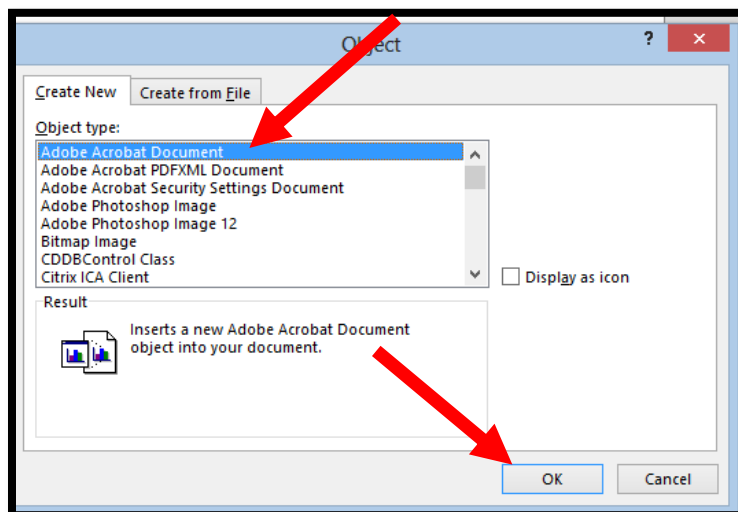 Object
?
×
Create New
Create from File
Object type:
Adobe Acrobat Document
Adobe Acrobat PDFXML Document
Adobe Acrobat Security Settings Document
Adobe Photoshop Image
Adobe Photoshop Image 12
Bitmap Image
CDDBControl Class
Citrix ICA Client
Display as icon
Result
Inserts a new Adobe Acrobat Document
object into your document.
OK
Cancel